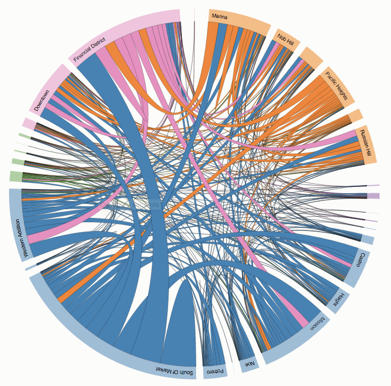 Marina
Nob Hill
Pacific Heights
Russian Hill
Castro
Haight
Mission
Noe
Potrero
South Of Market
Western Addition
Downtown
Financial District